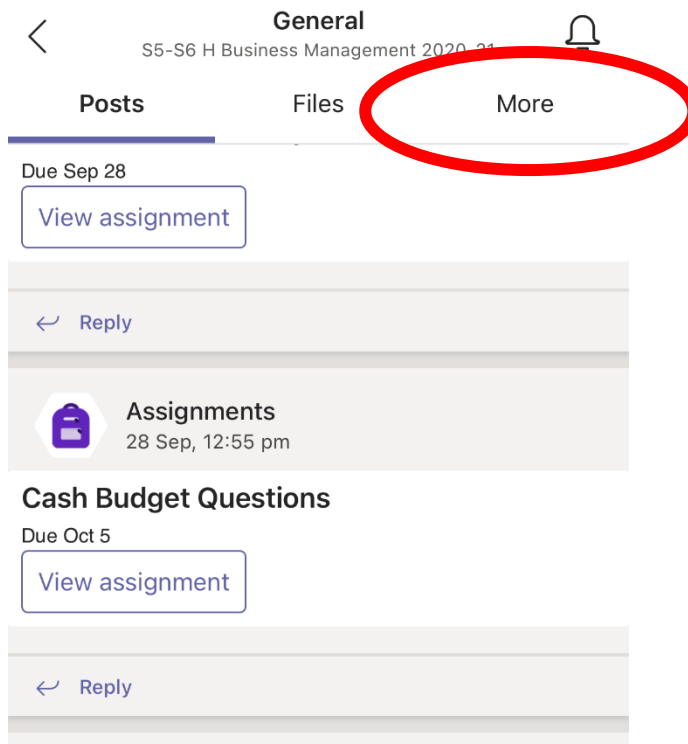 General
S5-S6 H Business Management 2020-21
Posts Files More
Due Sep 28
View assignment
Reply
Assignments
28 Sep, 12:55 pm
Cash Budget Questions
Due Oct 5
View assignment
Reply